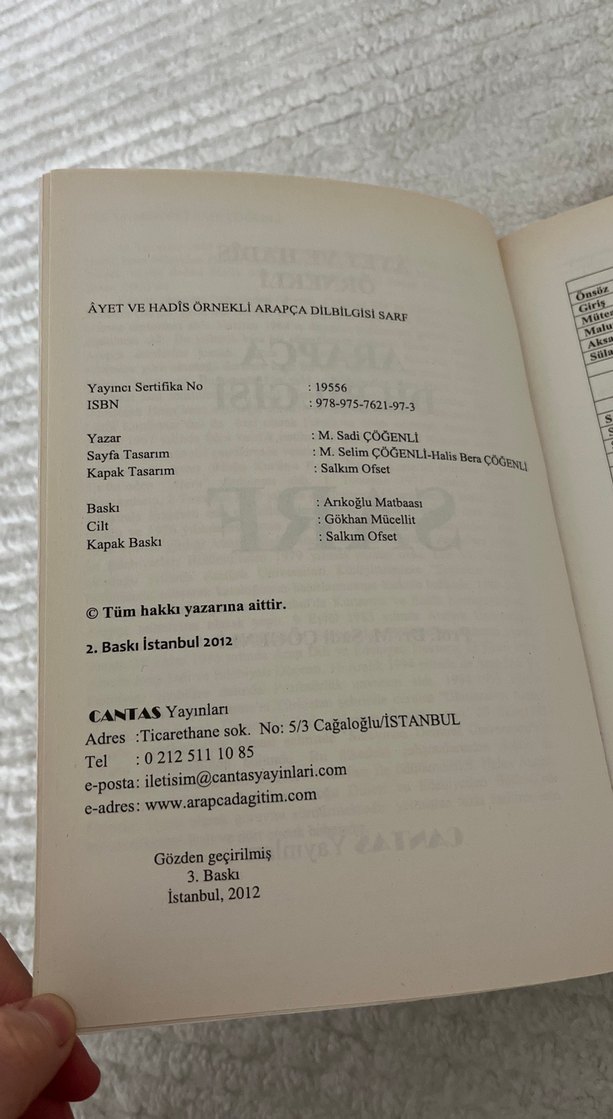 ÂYET VE HADÎS ÖRNEKLİ ARAPÇA DİLBİLGİSİ SARF
Yayıncı Sertifika No : 19556
ISBN : 978-975-7621-97-3
Yazar : M. Sadi ÇÖĞENLİ
Sayfa Tasarım : M. Selim ÇÖĞENLİ-Halis Bera ÇÖĞENLİ
Kapak Tasarım : Salkım Ofset
Baskı : Arıkoğlu Matbaası
Cilt : Gökhan Mücellit
Kapak Baskı : Salkım Ofset
© Tüm hakkı yazarına aittir.
2. Baskı İstanbul 2012
CANTAS Yayınları
Adres :Ticarethane sok. No: 5/3 Cağaloğlu/İSTANBUL
Tel : 0 212 511 10 85
e-posta: iletisim@cantasyayinlari.com
e-adres: www.arapcadagitim.com
Gözden geçirilmiş
3. Baskı
İstanbul, 2012
Önsöz
Giriş